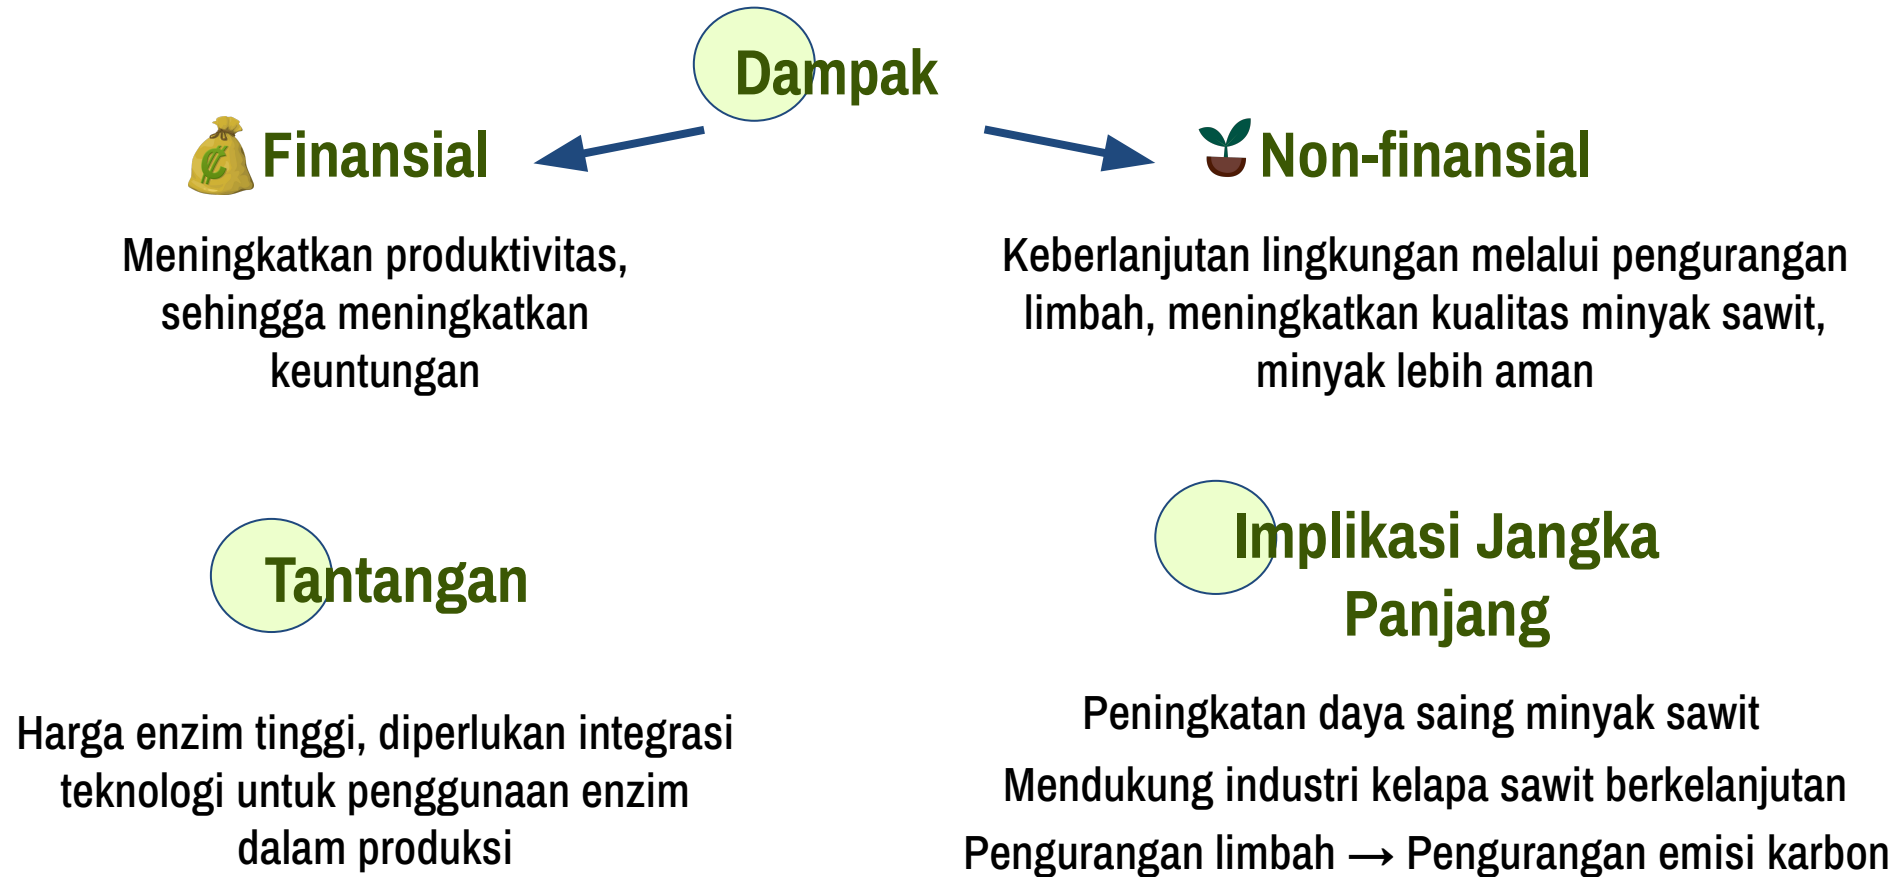 Dampak
Finansial
Meningkatkan produktivitas,
sehingga meningkatkan
keuntungan
Non-finansial
Keberlanjutan lingkungan melalui pengurangan
limbah, meningkatkan kualitas minyak sawit,
minyak lebih aman
Tantangan
Harga enzim tinggi, diperlukan integrasi
teknologi untuk penggunaan enzim
dalam produksi
Implikasi Jangka
Panjang
Peningkatan daya saing minyak sawit
Mendukung industri kelapa sawit berkelanjutan
Pengurangan limbah → Pengurangan emisi karbon